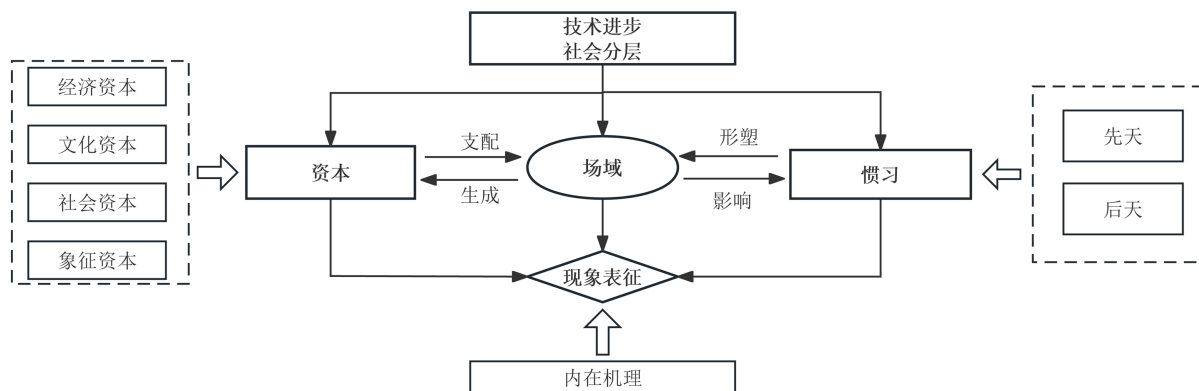 技术进步
社会分层
经济资本
文化资本
社会资本
象征资本
资本
支配
生成
场域
形塑
影响
惯习
先天
后天
现象表征
内在机理